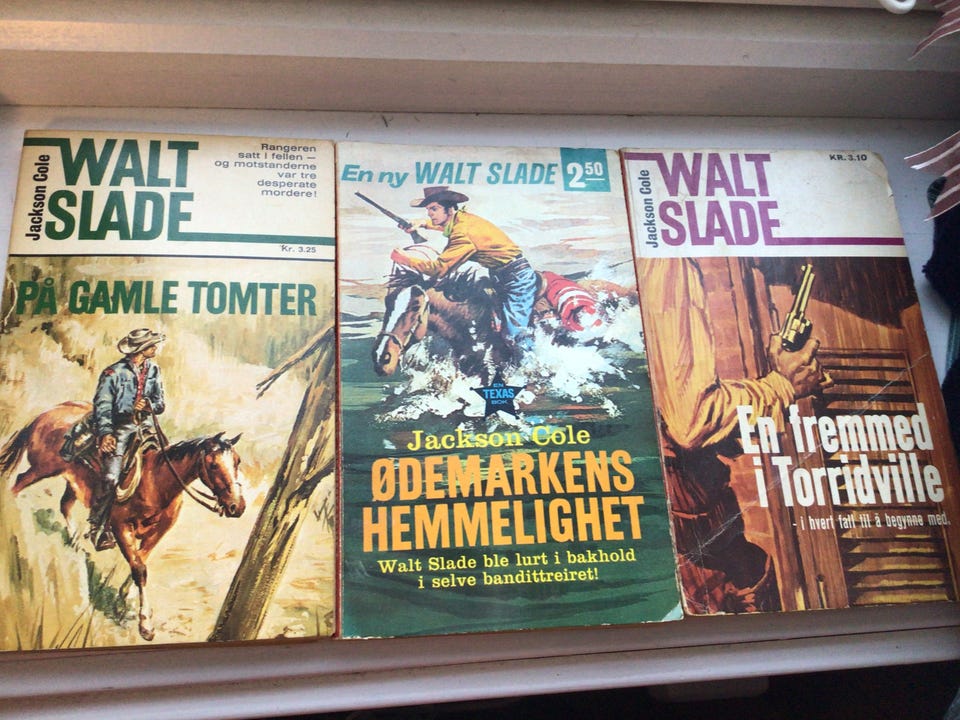 Jackson Cole
WALT
SLADE
Rangeren
satt i fellen –
og motstanderne
var tre
desperate
mordere!
Kr. 3.25
PÅ GAMLE TOMTER
En ny WALT SLADE 2.50
EN
TEXAS
BOK
Jackson Cole
ØDEMARKENS
HEMMELIGHET
Walt Slade ble lurt i bakhold
i selve bandittreiret!
Jackson Cole
WALT
SLADE
KR. 3.10
En fremmed
i Torridville
- i hvert fall til å begynne med.